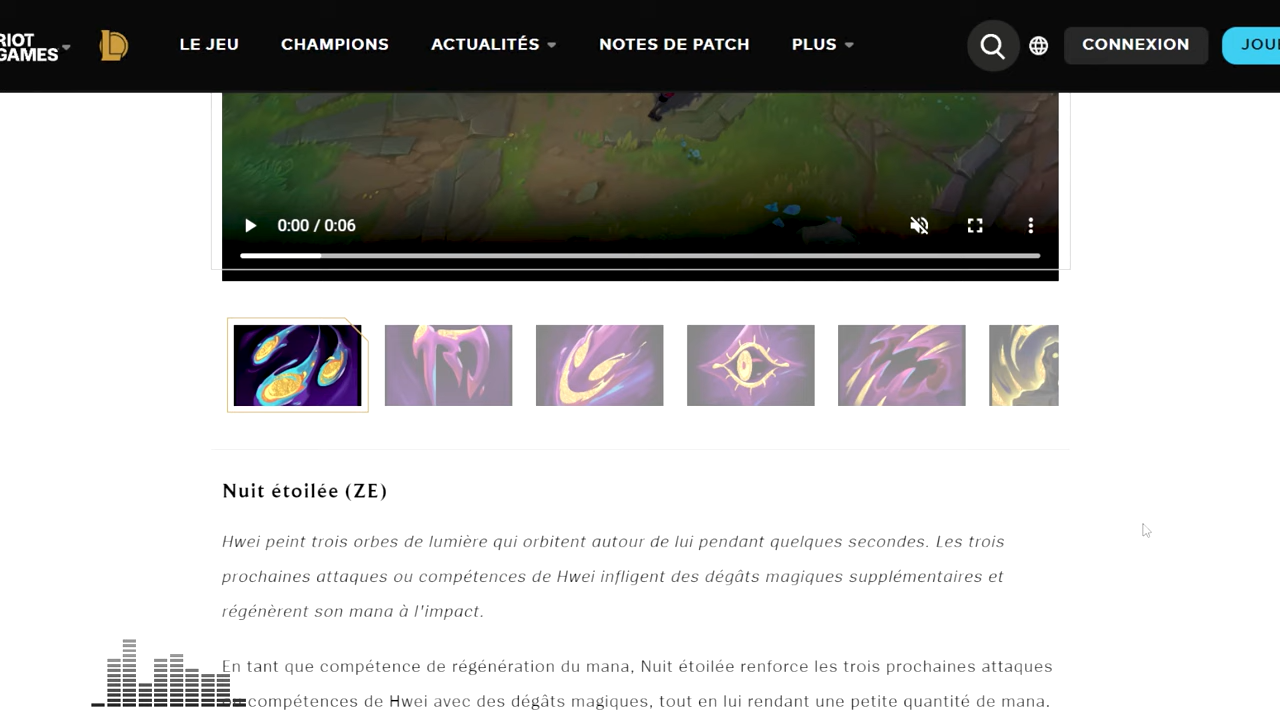 RIOT
GAMES
LE JEU
CHAMPIONS
ACTUALITÉS
NOTES DE PATCH
PLUS
CONNEXION
JOU
0:00 / 0:06
Nuit étoilée (ZE)
Hwei peint trois orbes de lumière qui orbitent autour de lui pendant quelques secondes. Les trois
prochaines attaques ou compétences de Hwei infligent des dégâts magiques supplémentaires et
régénèrent son mana à l'impact.
En tant que compétence de régénération du mana, Nuit étoilée renforce les trois prochaines attaques
ou compétences de Hwei avec des dégâts magiques, tout en lui rendant une petite quantité de mana.